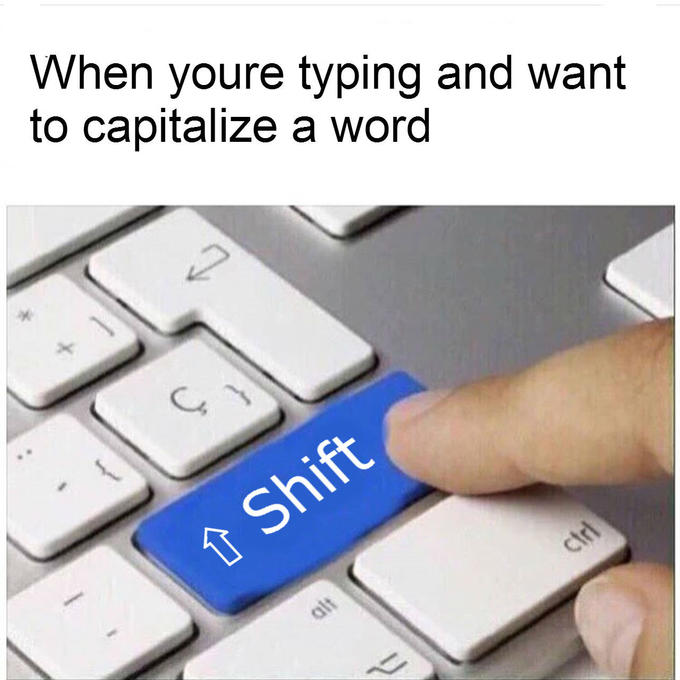 When youre typing and want
to capitalize a word
*
+ ]
Ç }
¨ {
⇧ Shift
ctrl
alt